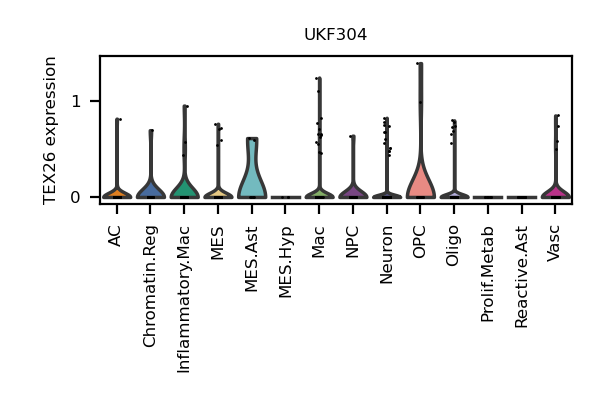 UKF304
TEX26 expression
1
0
AC
Chromatin.Reg
Inflammatory.Mac
MES
MES.Ast
MES.Hyp
Mac
NPC
Neuron
OPC
Oligo
Prolif.Metab
Reactive.Ast
Vasc